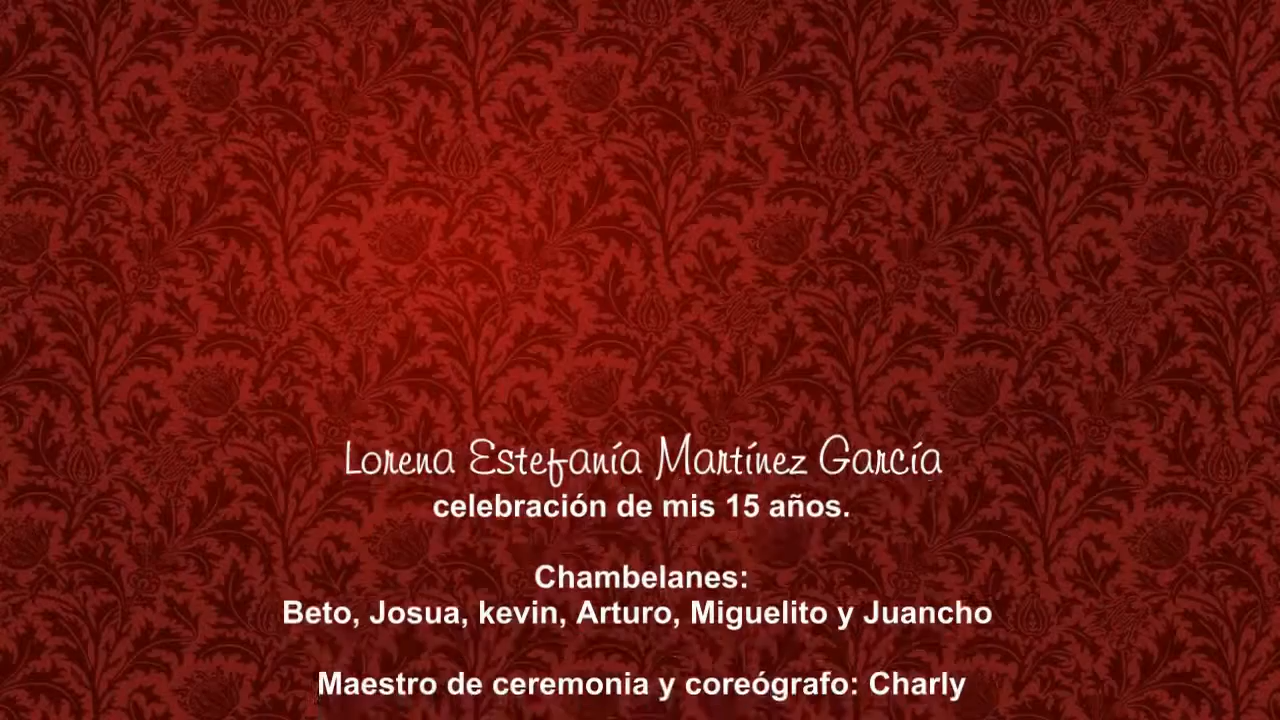 Lorena Estefanía Martínez García
celebración de mis 15 años.
Chambelanes:
Beto, Josua, kevin, Arturo, Miguelito y Juancho
Maestro de ceremonia y coreógrafo: Charly